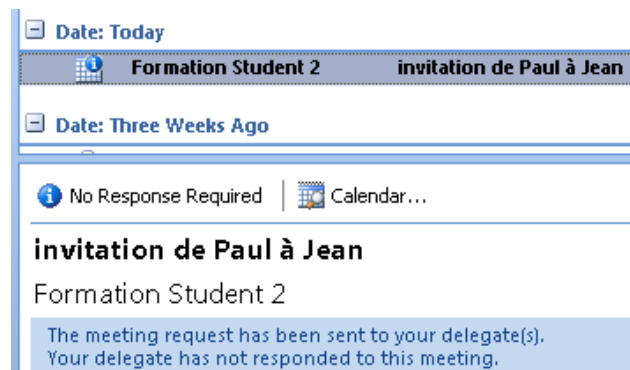 Date: Today
Formation Student 2 invitation de Paul à Jean
Date: Three Weeks Ago
No Response Required Calendar...
invitation de Paul à Jean
Formation Student 2
The meeting request has been sent to your delegate(s).
Your delegate has not responded to this meeting.